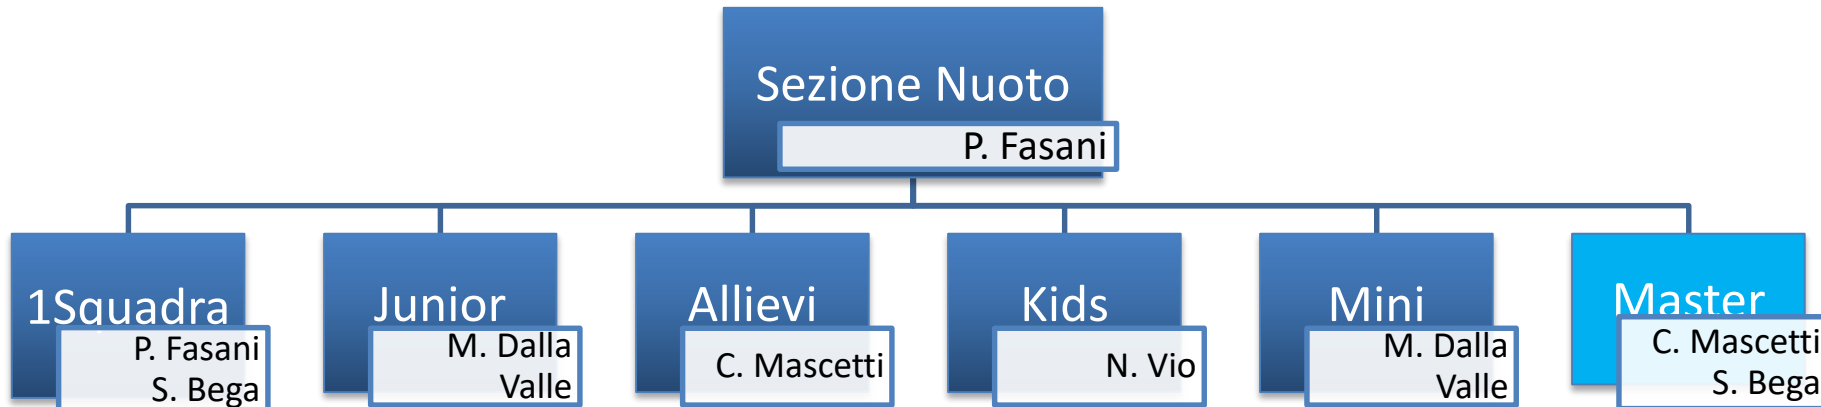 Sezione Nuoto
P. Fasani
1Squadra
P. Fasani
S. Bega
Junior
M. Dalla
Valle
Allievi
C. Mascetti
Kids
N. Vio
Mini
M. Dalla
Valle
Master
C. Mascetti
S. Bega